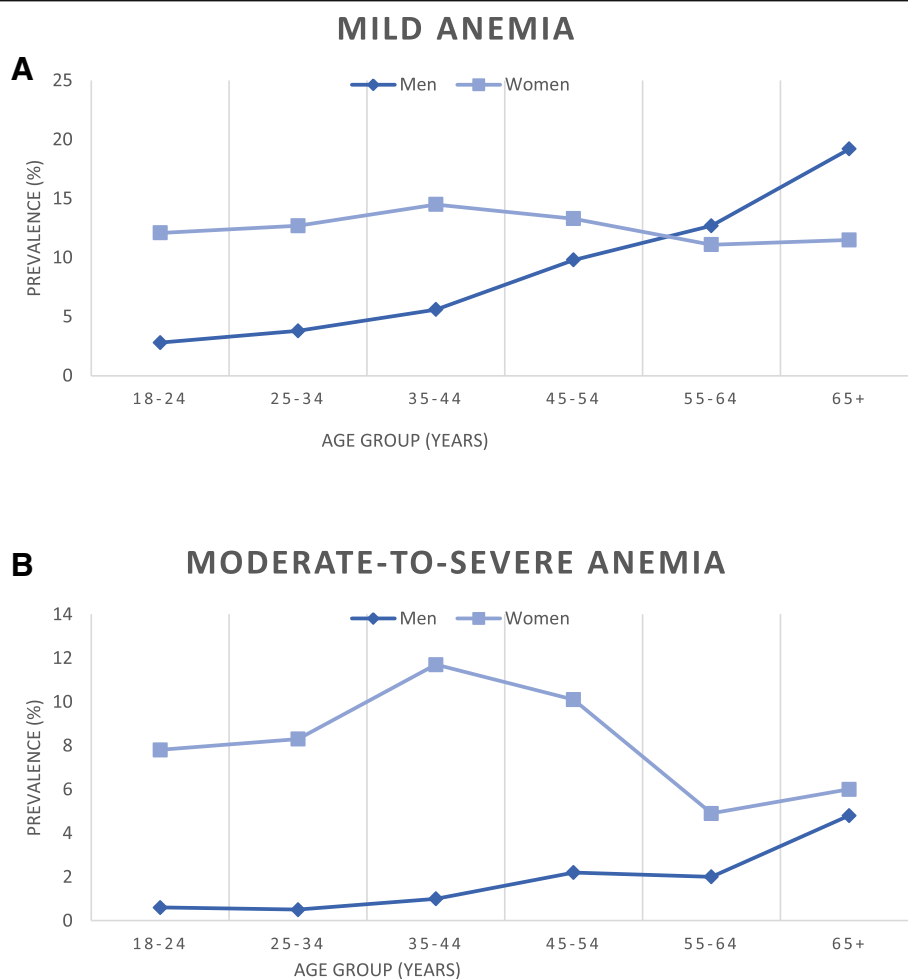 MILD ANEMIA
A
Men Women
PREVALENCE (%)
25
20
15
10
5
0
18-24 25-34 35-44 45-54 55-64 65+
AGE GROUP (YEARS)
B
MODERATE-TO-SEVERE ANEMIA
Men Women
PREVALENCE (%)
14
12
10
8
6
4
2
0
18-24 25-34 35-44 45-54 55-64 65+
AGE GROUP (YEARS)